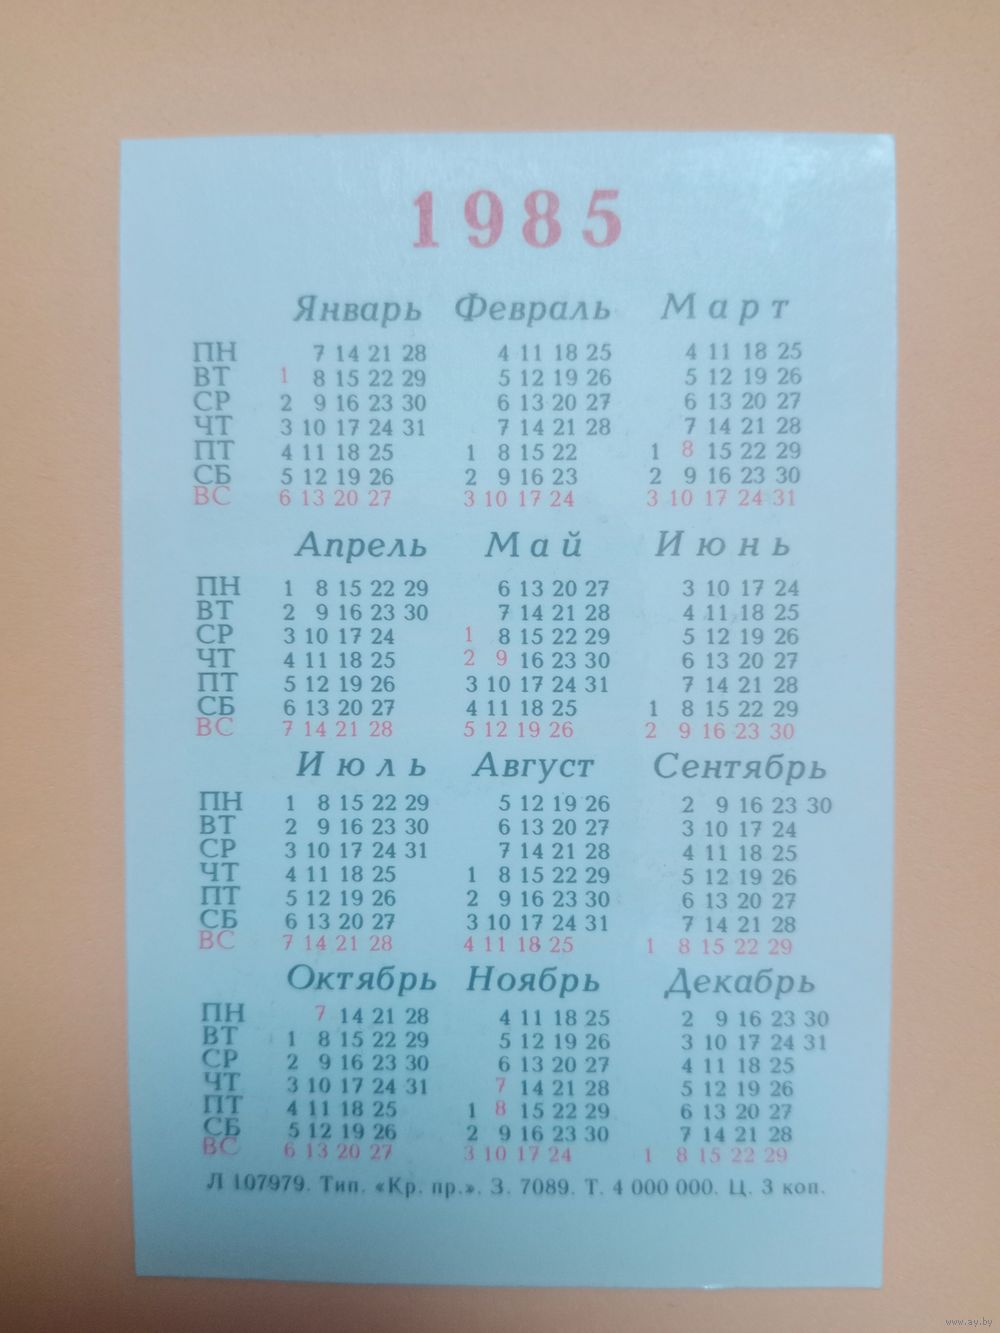 1985
Январь Февраль Март
ПН 7 14 21 28 4 11 18 25 4 11 18 25
ВТ 1 8 15 22 29 5 12 19 26 5 12 19 26
СР 2 9 16 23 30 6 13 20 27 6 13 20 27
ЧТ 3 10 17 24 31 7 14 21 28 7 14 21 28
ПТ 4 11 18 25 1 8 15 22 1 8 15 22 29
СБ 5 12 19 26 2 9 16 23 2 9 16 23 30
ВС 6 13 20 27 3 10 17 24 3 10 17 24 31
Апрель Май Июнь
ПН 1 8 15 22 29 6 13 20 27 3 10 17 24
ВТ 2 9 16 23 30 7 14 21 28 4 11 18 25
СР 3 10 17 24 1 8 15 22 29 5 12 19 26
ЧТ 4 11 18 25 2 9 16 23 30 6 13 20 27
ПТ 5 12 19 26 3 10 17 24 31 7 14 21 28
СБ 6 13 20 27 4 11 18 25 1 8 15 22 29
ВС 7 14 21 28 5 12 19 26 2 9 16 23 30
Июль Август Сентябрь
ПН 1 8 15 22 29 5 12 19 26 2 9 16 23 30
ВТ 2 9 16 23 30 6 13 20 27 3 10 17 24
СР 3 10 17 24 31 7 14 21 28 4 11 18 25
ЧТ 4 11 18 25 1 8 15 22 29 5 12 19 26
ПТ 5 12 19 26 2 9 16 23 30 6 13 20 27
СБ 6 13 20 27 3 10 17 24 31 7 14 21 28
ВС 7 14 21 28 4 11 18 25 1 8 15 22 29
Октябрь Ноябрь Декабрь
ПН 7 14 21 28 4 11 18 25 2 9 16 23 30
ВТ 1 8 15 22 29 5 12 19 26 3 10 17 24 31
СР 2 9 16 23 30 6 13 20 27 4 11 18 25
ЧТ 3 10 17 24 31 7 14 21 28 5 12 19 26
ПТ 4 11 18 25 1 8 15 22 29 6 13 20 27
СБ 5 12 19 26 2 9 16 23 30 7 14 21 28
ВС 6 13 20 27 3 10 17 24 1 8 15 22 29
Л 107979. Тип. «Кр. пр.». З. 7089. Т. 4 000 000. Ц. 3 коп.
www.ay.by